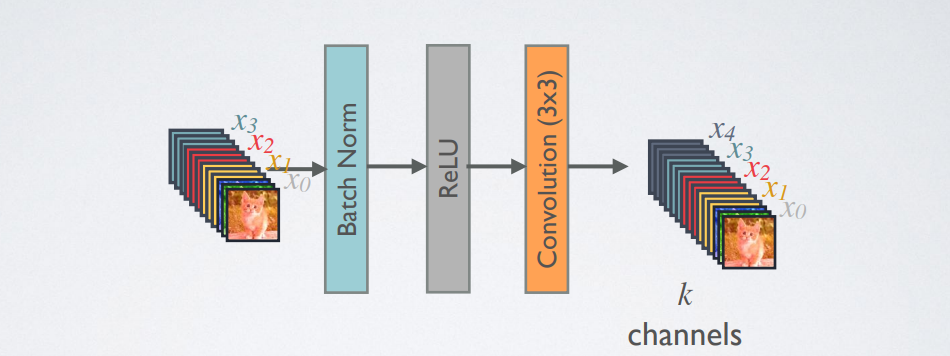 x3
x2
x1
x0
Batch Norm
ReLU
Convolution (3x3)
x4
x3
x2
x1
x0
k
channels